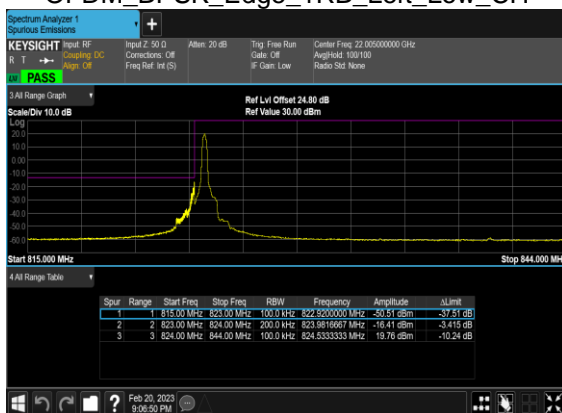 Spectrum Analyzer 1
Spurious Emissions
+
KEYSIGHT Input: RF Input Z: 50 Ω Atten: 20 dB Trig: Free Run Center Freq: 22.005000000 GHz
R T Coupling: DC Corrections: Off Gate: Off Avg|Hold: 100/100
Align: Off Freq Ref: Int (S) IF Gain: Low Radio Std: None
PASS
3 All Range Graph
Ref Lvl Offset 24.80 dB
Scale/Div 10.0 dB Ref Value 30.00 dBm
Log
20.0
10.0
0.00
-10.0
-20.0
-30.0
-40.0
-50.0
-60.0
Start 815.000 MHz Stop 844.000 MH
4 All Range Table
Spur Range Start Freq Stop Freq RBW Frequency Amplitude ΔLimit
1 1 815.00 MHz 823.00 MHz 100.0 kHz 822.9200000 MHz -50.51 dBm -37.51 dB
2 2 823.00 MHz 824.00 MHz 200.0 kHz 823.9816667 MHz -16.41 dBm -3.415 dB
3 3 824.00 MHz 844.00 MHz 100.0 kHz 824.5333333 MHz 19.76 dBm -10.24 dB
? Feb 20, 2023
9:06:50 PM